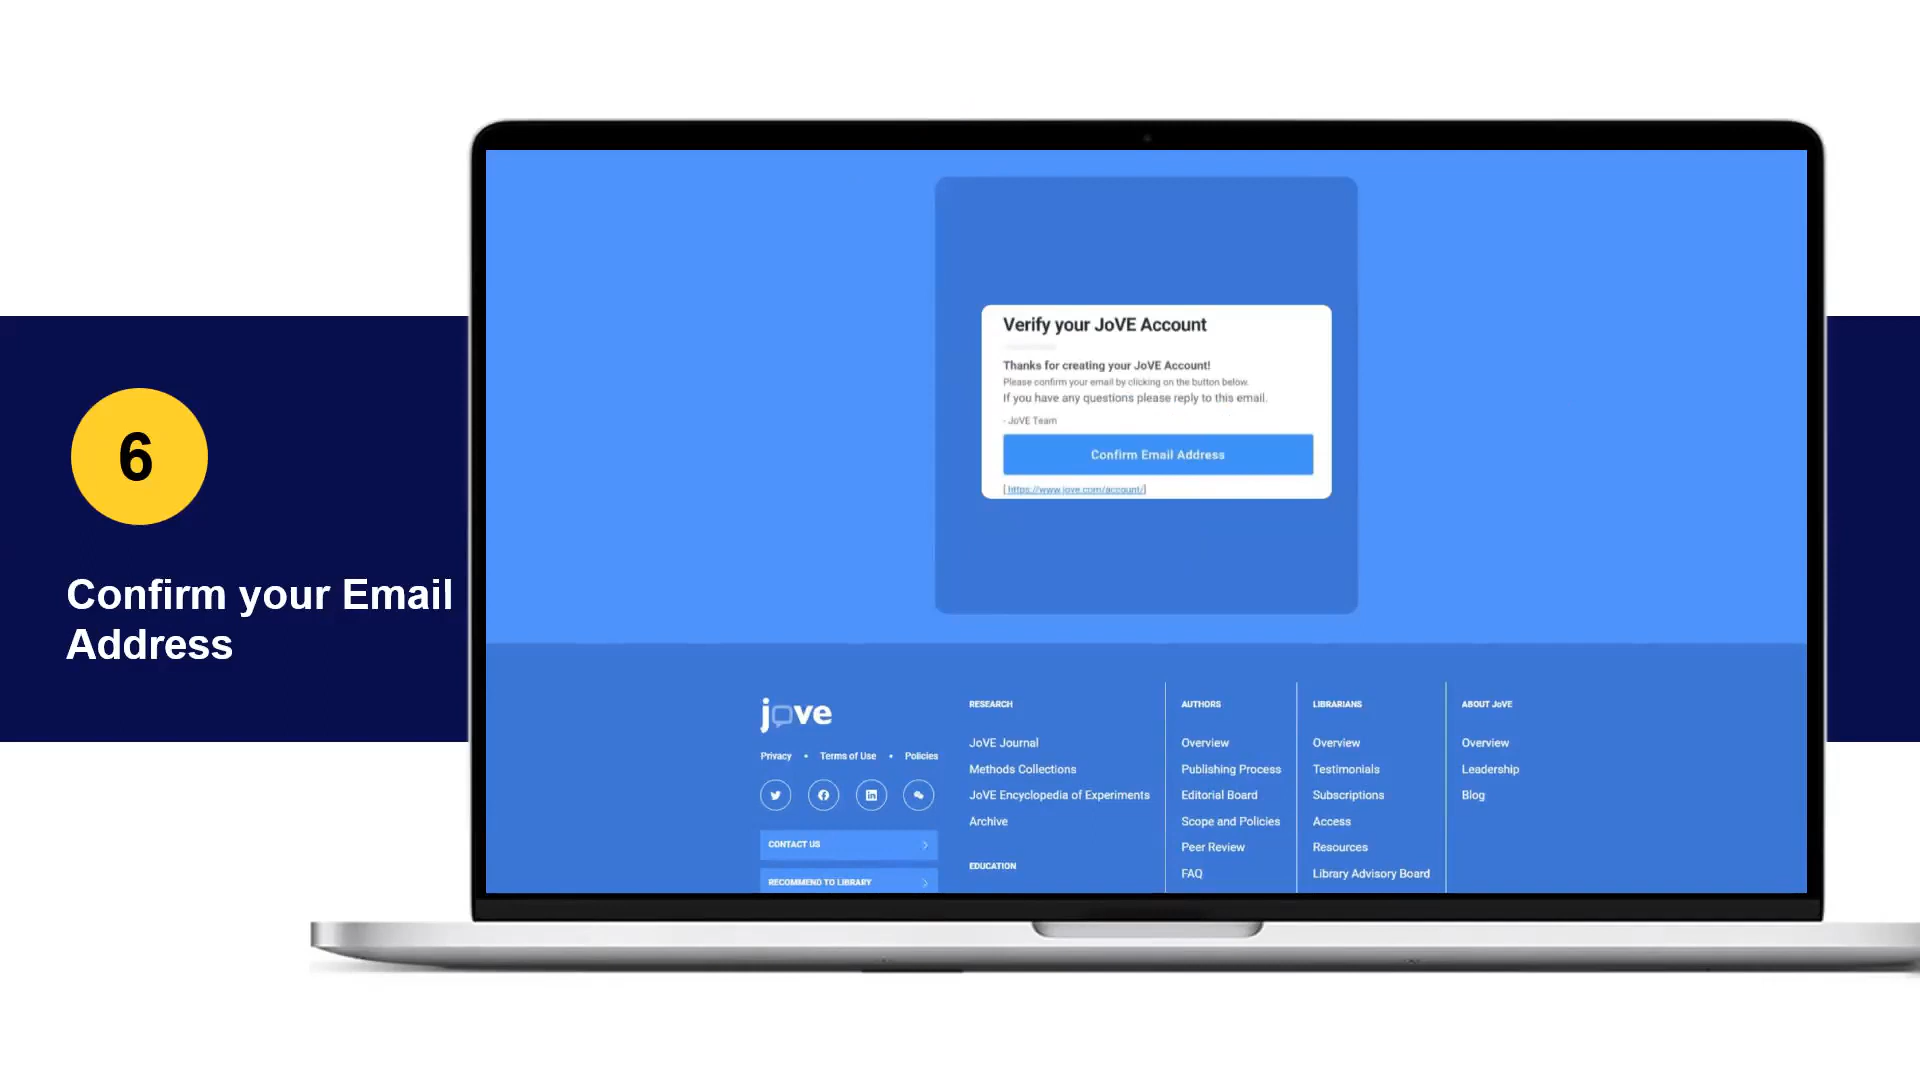 6
Confirm your Email
Address
Verify your JoVE Account
Thanks for creating your JoVE Account!
Please confirm your email by clicking on the button below.
If you have any questions please reply to this email.
- JoVE Team
Confirm Email Address
[ https://www.jove.com/account/]
jove
Privacy • Terms of Use • Policies
CONTACT US
RECOMMEND TO LIBRARY
RESEARCH
JoVE Journal
Methods Collections
JoVE Encyclopedia of Experiments
Archive
EDUCATION
AUTHORS
Overview
Publishing Process
Editorial Board
Scope and Policies
Peer Review
FAQ
LIBRARIANS
Overview
Testimonials
Subscriptions
Access
Resources
Library Advisory Board
ABOUT JoVE
Overview
Leadership
Blog